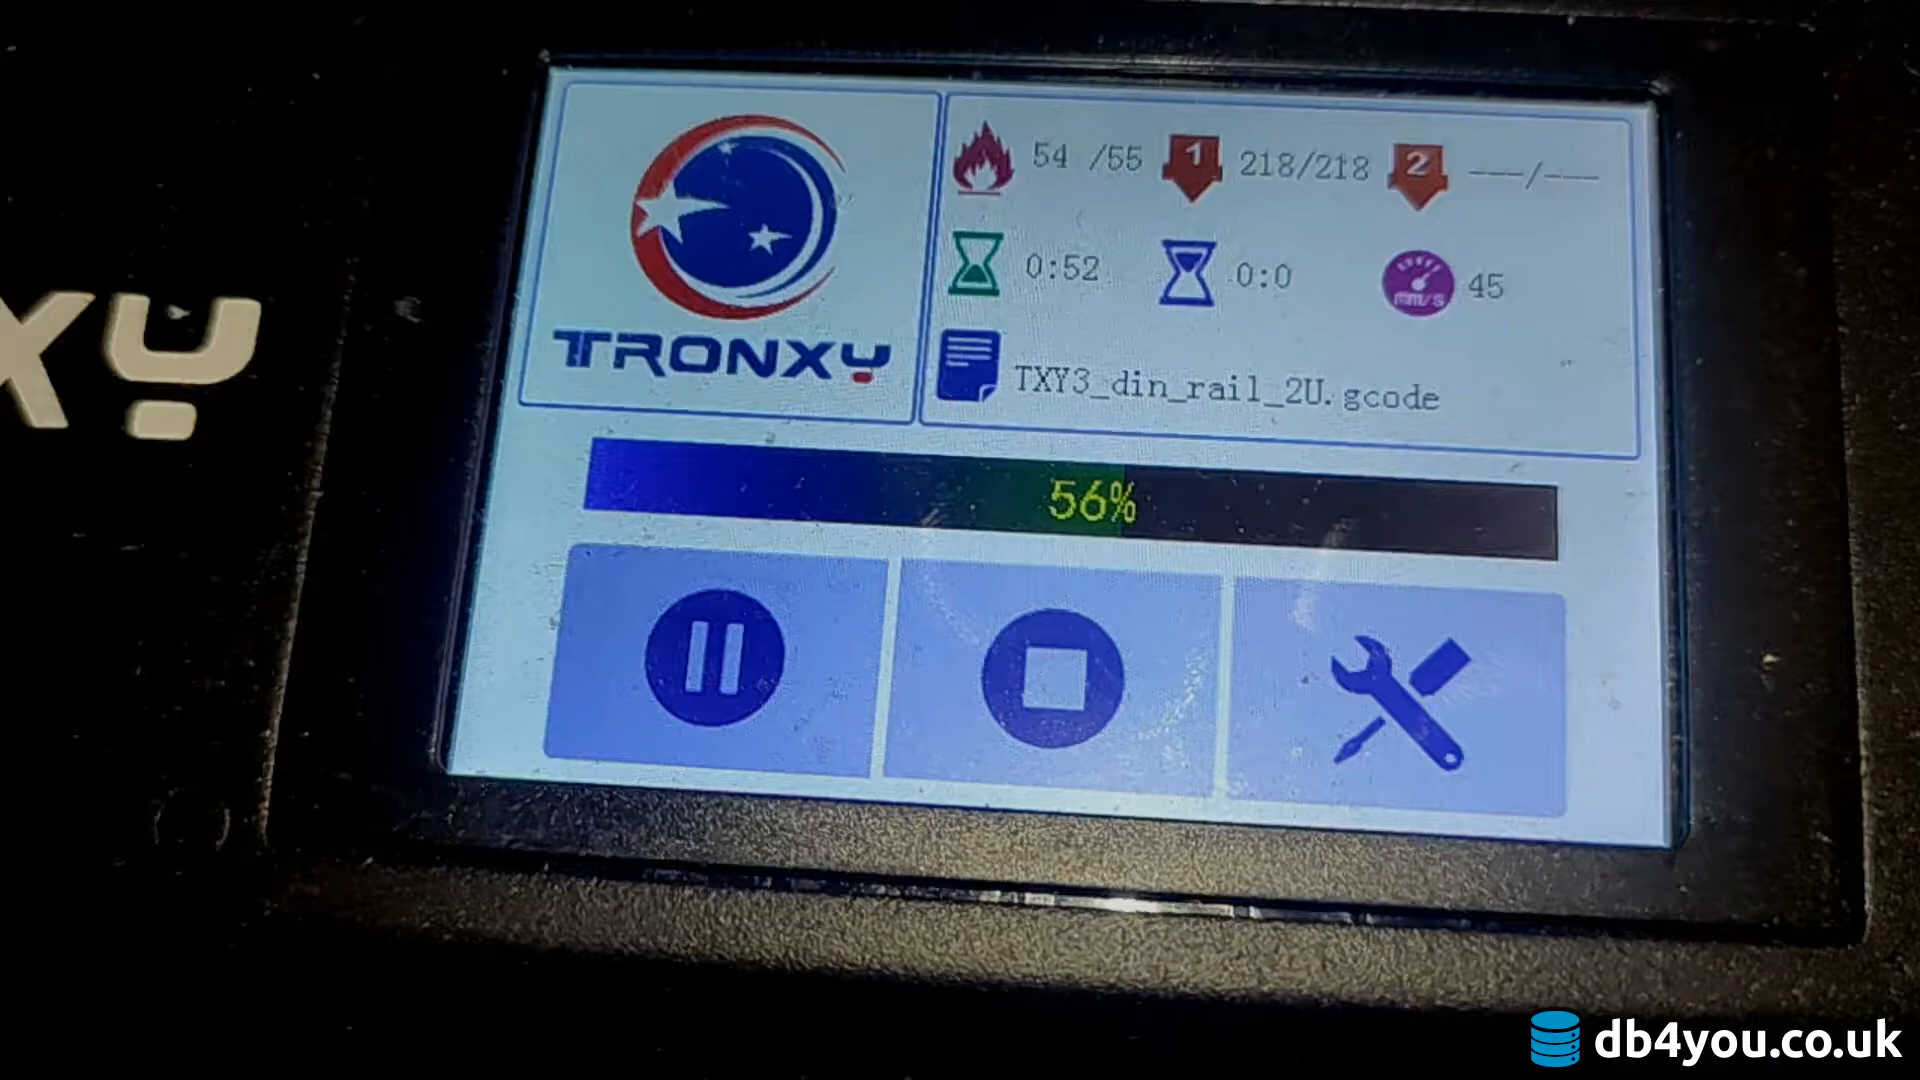 xy
TRONXY
54 /55
1
218/218
2
---/---
0:52
0:0
mm/s
45
TXY3_din_rail_2U.gcode
56%
db4you.co.uk